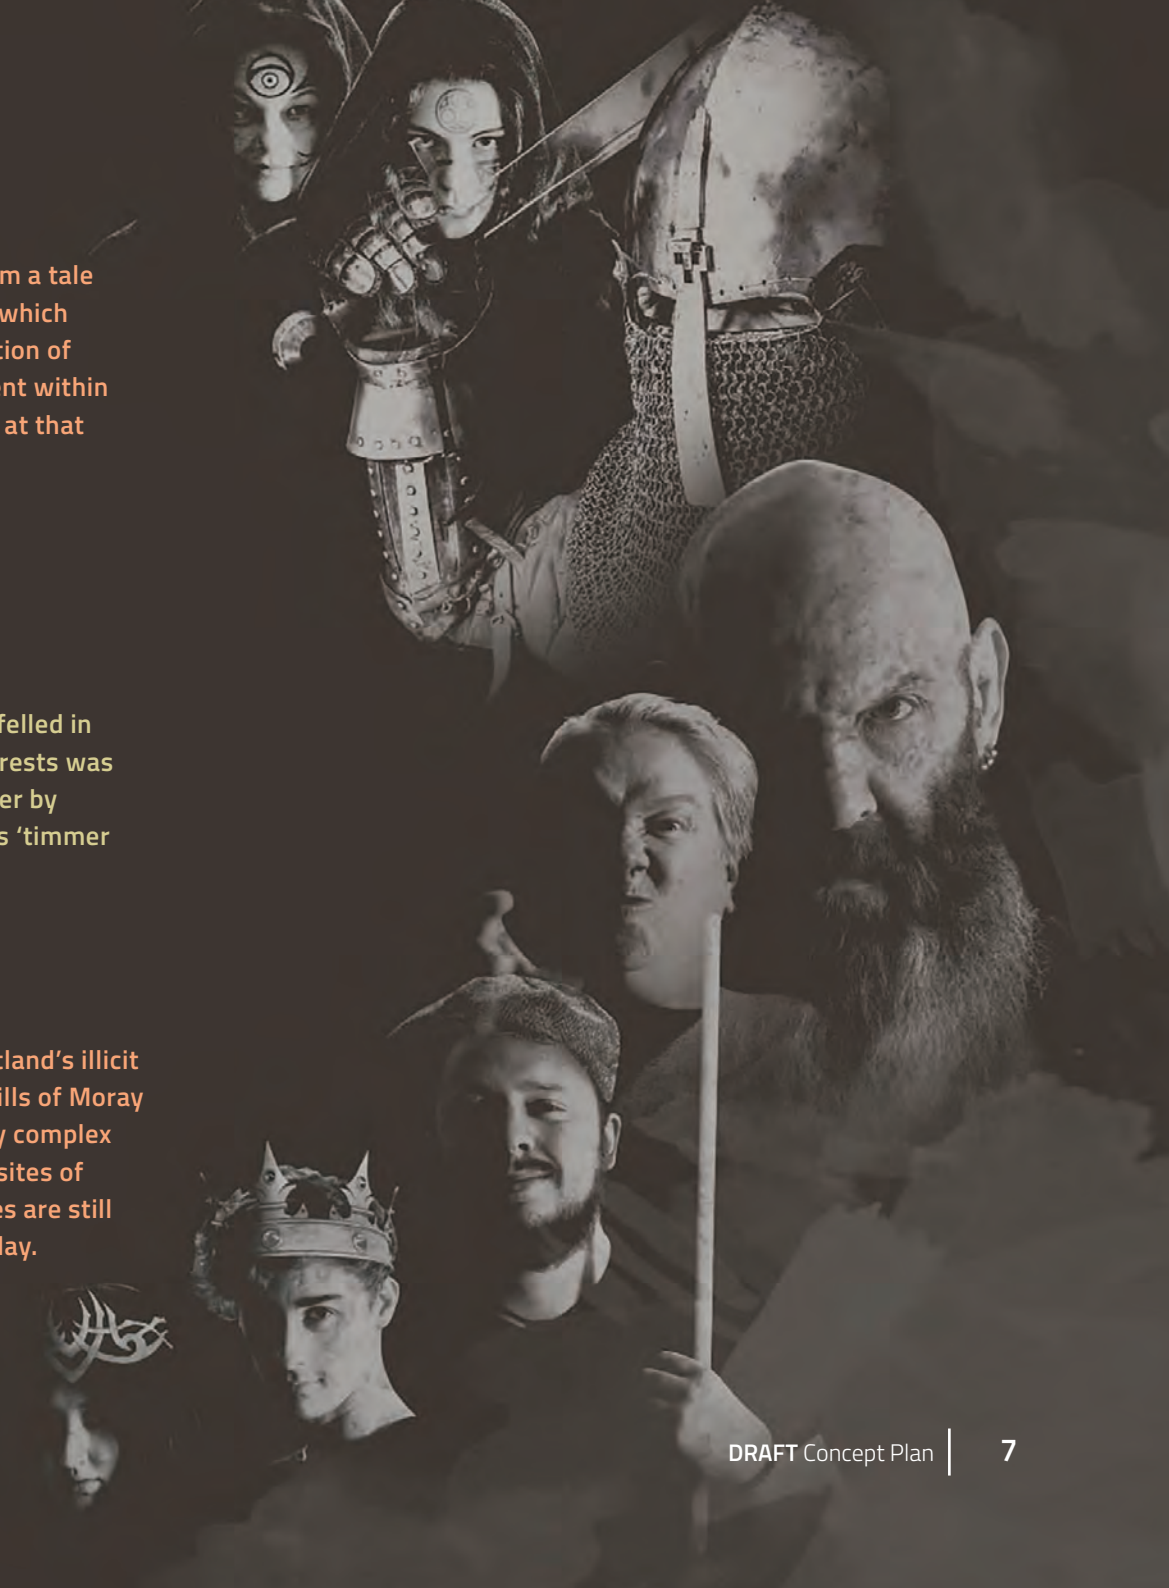 m a tale
which
tion of
ent within
at that
felled in
rests was
er by
s ‘timmer
tland’s illicit
ills of Moray
y complex
sites of
es are still
lay.
DRAFT Concept Plan | 7